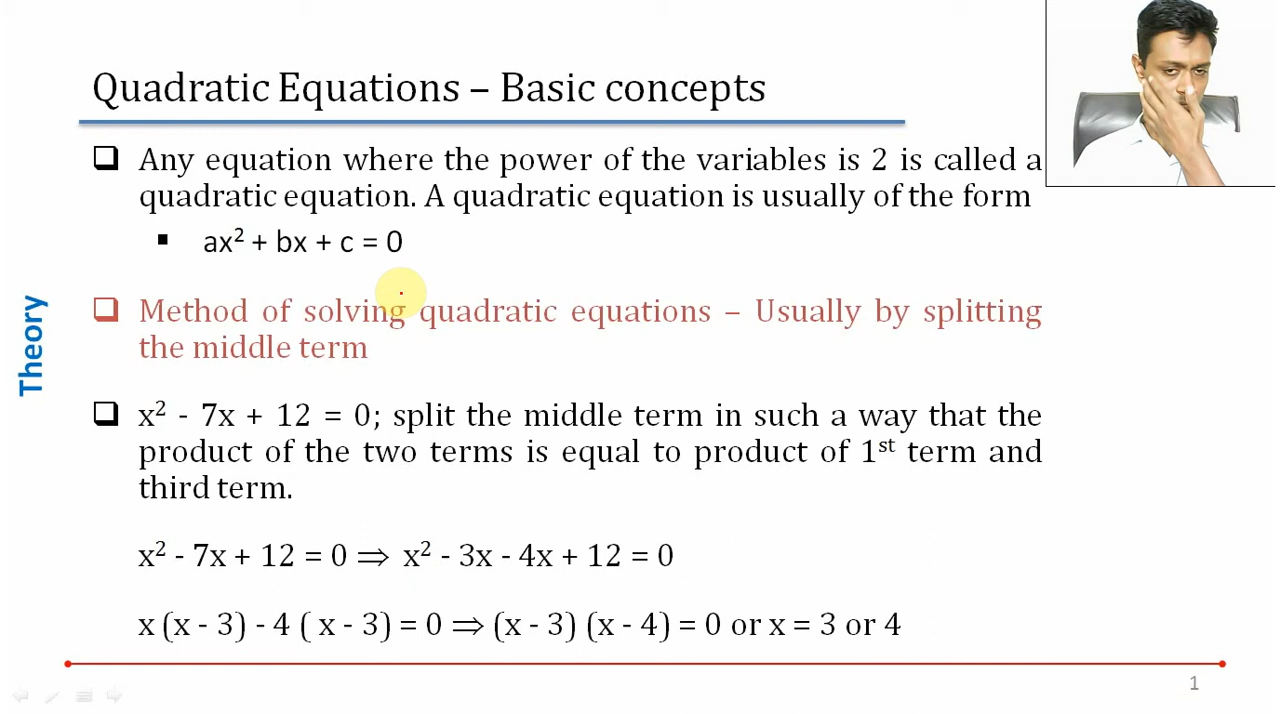 Quadratic Equations – Basic concepts
❑ Any equation where the power of the variables is 2 is called a
quadratic equation. A quadratic equation is usually of the form
▪ ax² + bx + c = 0
❑ Method of solving quadratic equations – Usually by splitting
the middle term
Theory
❑ x² - 7x + 12 = 0; split the middle term in such a way that the
product of the two terms is equal to product of 1ˢᵗ term and
third term.
x² - 7x + 12 = 0 ⇒ x² - 3x - 4x + 12 = 0
x (x - 3) - 4 ( x - 3) = 0 ⇒ (x - 3) (x - 4) = 0 or x = 3 or 4
1